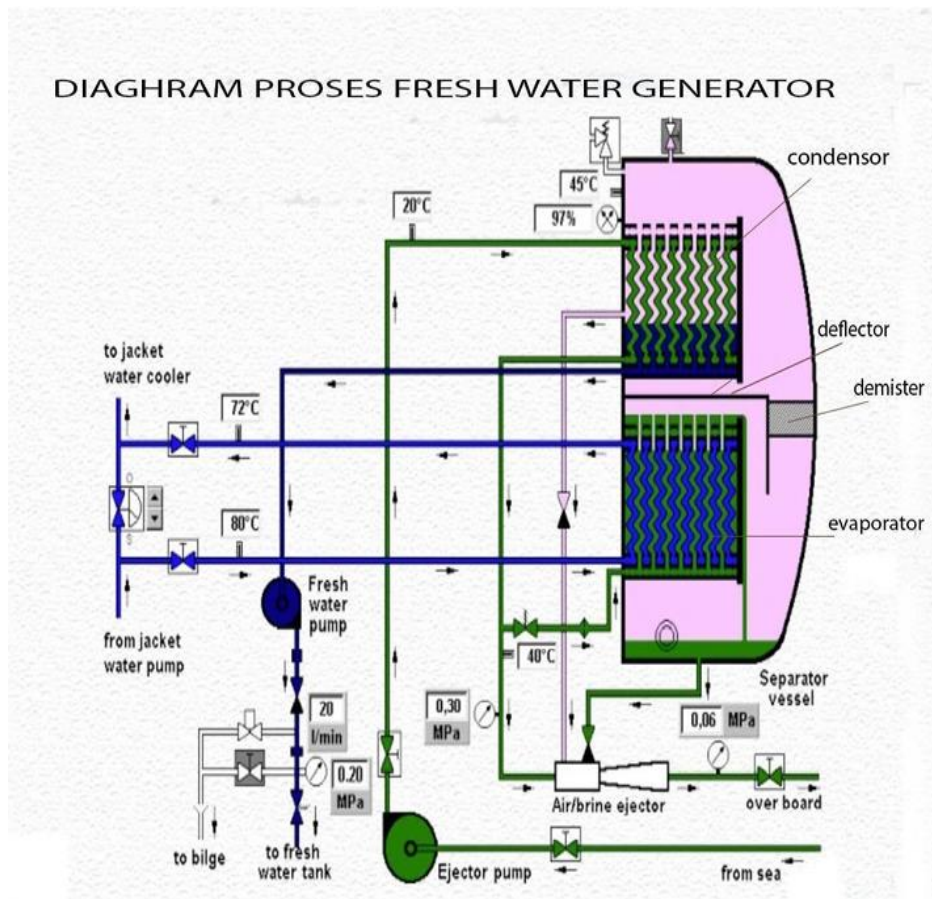 DIAGHRAM PROSES FRESH WATER GENERATOR
condensor
45°C
20°C
97%
deflector
to jacket
water cooler
demister
72°C
O
S
80°C
evaporator
Fresh
water
pump
from jacket
water pump
40°C
Separator
vessel
20
l/min
0,30
MPa
0,06 MPa
0.20
MPa
Air/brine ejector
over board
to bilge
to fresh
water tank
Ejector pump
from sea